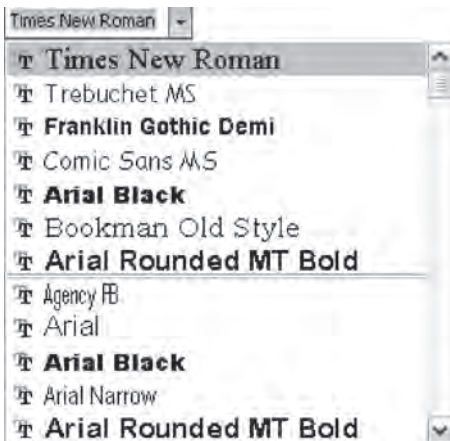 Times New Roman
Times New Roman
Trebuchet MS
Franklin Gothic Demi
Comic Sans MS
Arial Black
Bookman Old Style
Arial Rounded MT Bold
Agency FB
Arial
Arial Black
Arial Narrow
Arial Rounded MT Bold